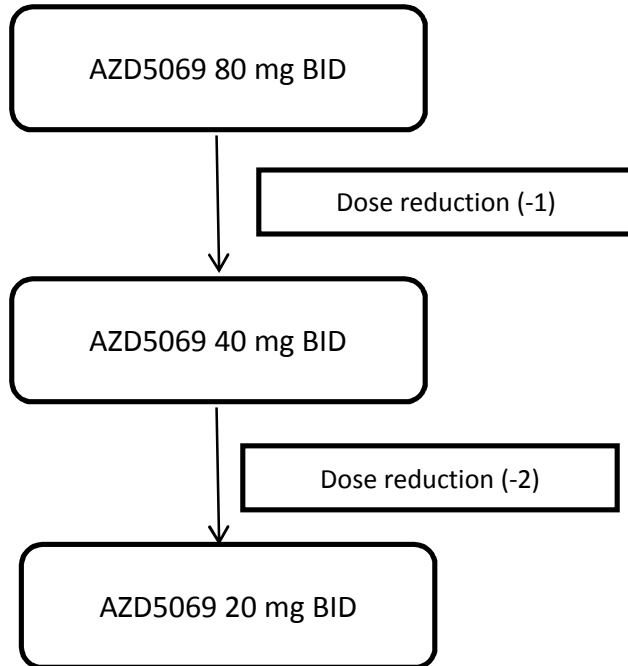 AZD5069 80 mg BID
Dose reduction (-1)
AZD5069 40 mg BID
Dose reduction (-2)
AZD5069 20 mg BID